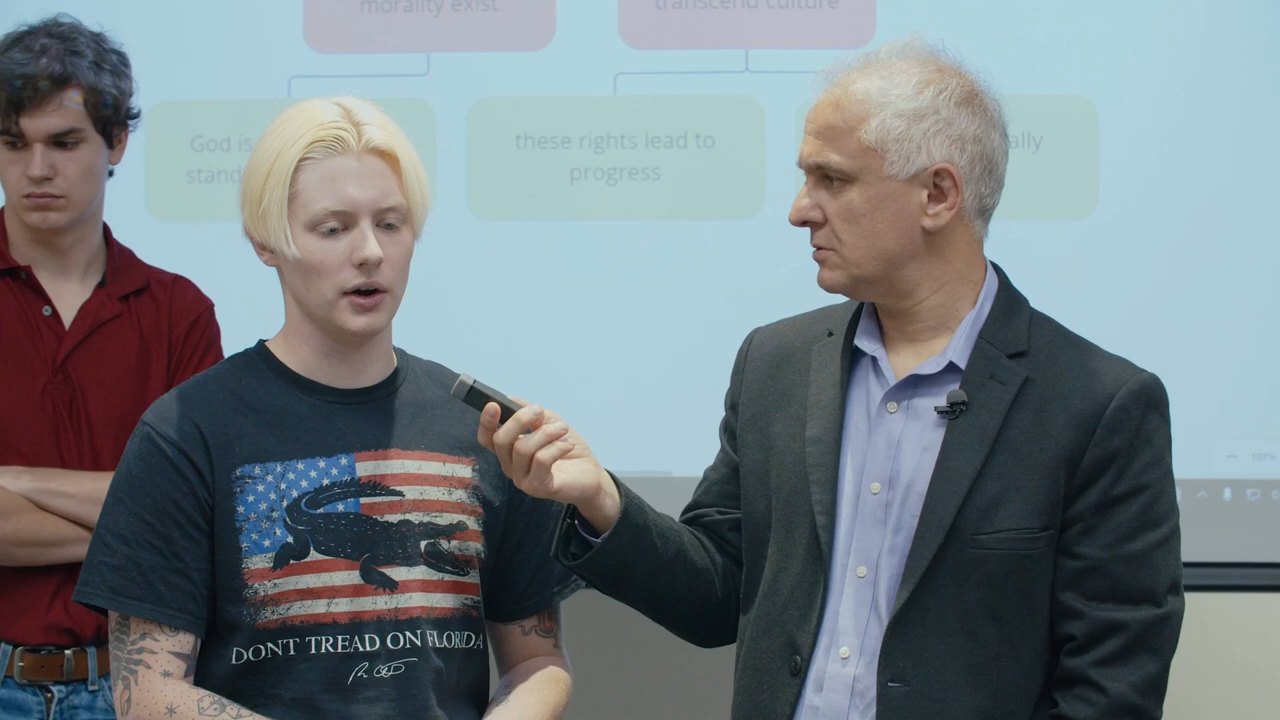 morality exist
transcend culture
God is
stand
these rights lead to
progress
ally
DONT TREAD ON FLORIDA